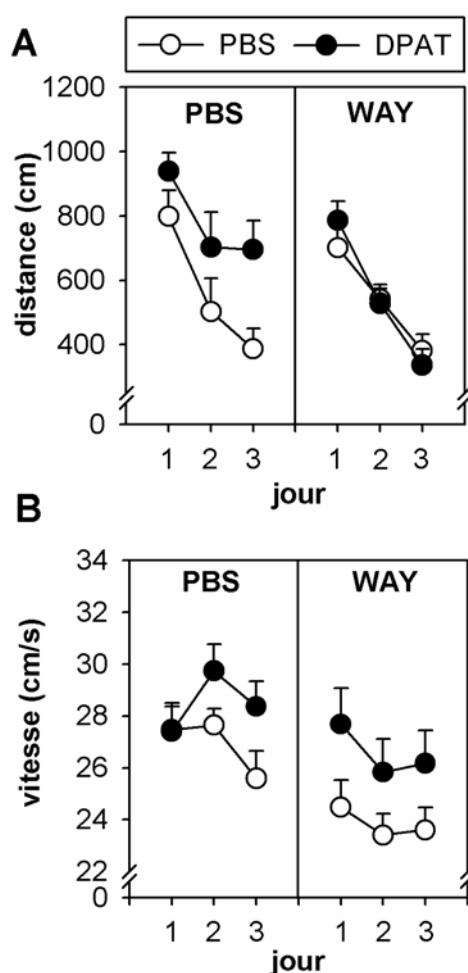 A
PBS DPAT
PBS WAY
distance (cm)
1200
1000
800
600
400
0
1 2 3 1 2 3
jour
B
PBS WAY
vitesse (cm/s)
34
32
30
28
26
24
22
0
1 2 3 1 2 3
jour